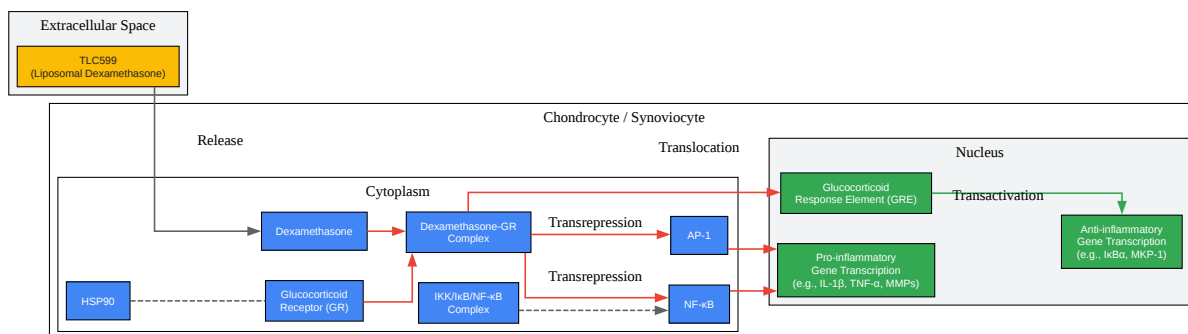 Extracellular Space
TLC599
(Liposomal Dexamethasone)
Chondrocyte / Synoviocyte
Release
Translocation
Nucleus
Cytoplasm
Glucocorticoid
Response Element (GRE)
Transactivation
Dexamethasone
Dexamethasone-GR
Complex
Transrepression
AP-1
Anti-inflammatory
Gene Transcription
(e.g., IκBα, MKP-1)
Pro-inflammatory
Gene Transcription
(e.g., IL-1β, TNF-α, MMPs)
HSP90
Glucocorticoid
Receptor (GR)
IKK/IκB/NF-κB
Complex
Transrepression
NF-κB